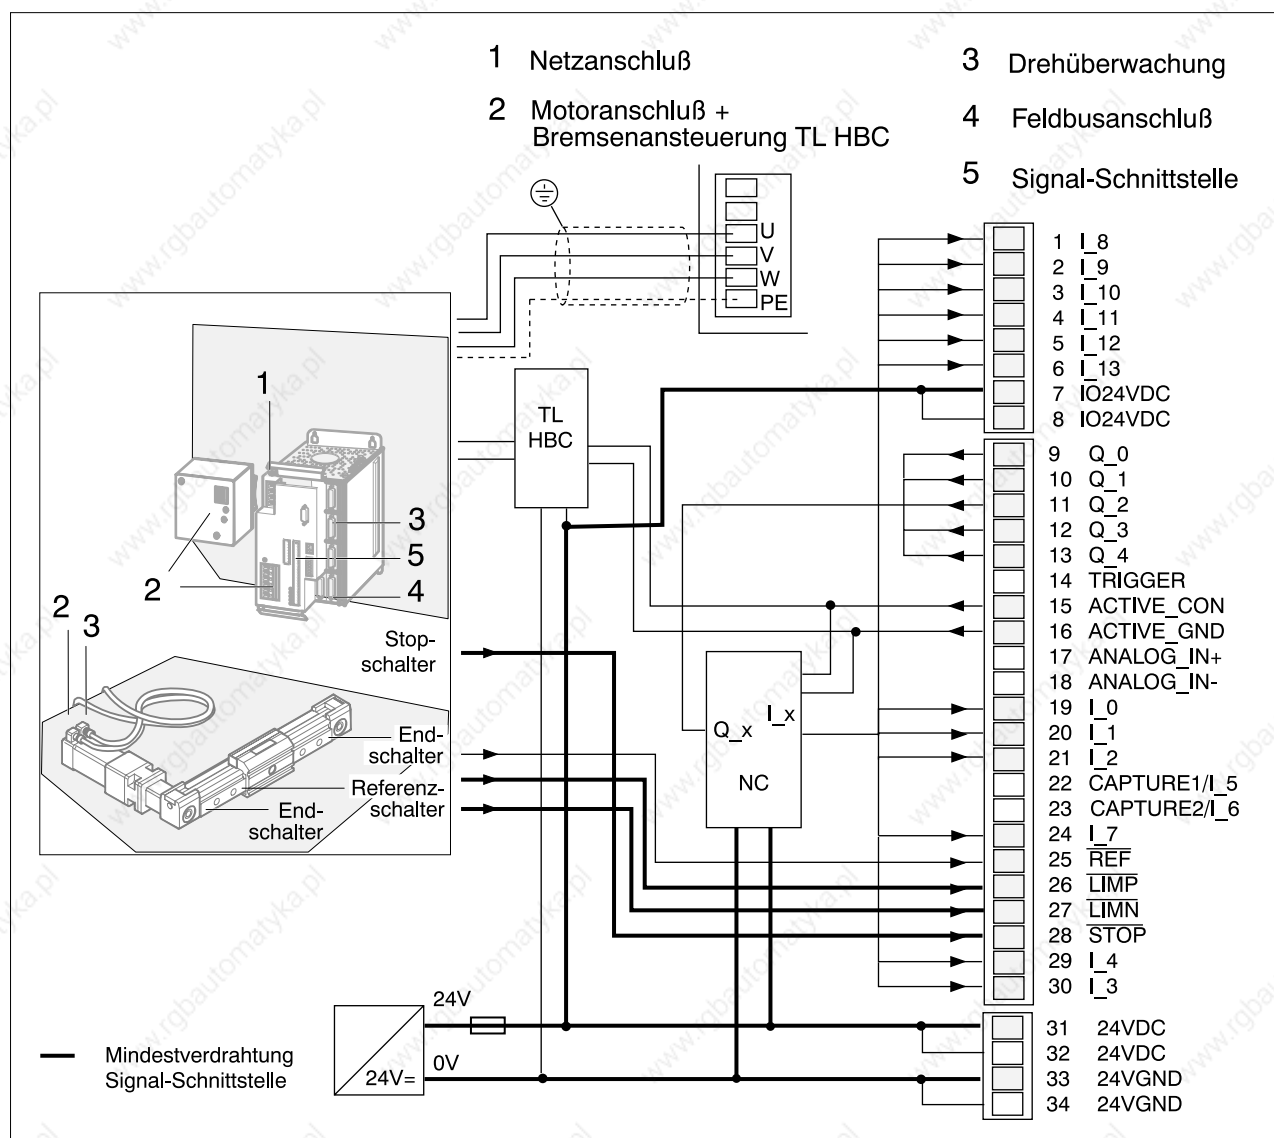 1 Netzanschluß
2 Motoranschluß +
Bremsenansteuerung TL HBC
3 Drehüberwachung
4 Feldbusanschluß
5 Signal-Schnittstelle
U
V
W
PE
TL
HBC
1
2
3
5
4
2
3
Stop-
schalter
End-
schalter
Referenz-
schalter
End-
schalter
Q_x
I_x
NC
1 I_8
2 I_9
3 I_10
4 I_11
5 I_12
6 I_13
7 IO24VDC
8 IO24VDC
9 Q_0
10 Q_1
11 Q_2
12 Q_3
13 Q_4
14 TRIGGER
15 ACTIVE_CON
16 ACTIVE_GND
17 ANALOG_IN+
18 ANALOG_IN-
19 I_0
20 I_1
21 I_2
22 CAPTURE1/I_5
23 CAPTURE2/I_6
24 I_7
25 REF
26 LIMP
27 LIMN
28 STOP
29 I_4
30 I_3
31 24VDC
32 24VDC
33 24VGND
34 24VGND
24V
0V
24V=
Mindestverdrahtung
Signal-Schnittstelle
www.rgbautomatyka.pl